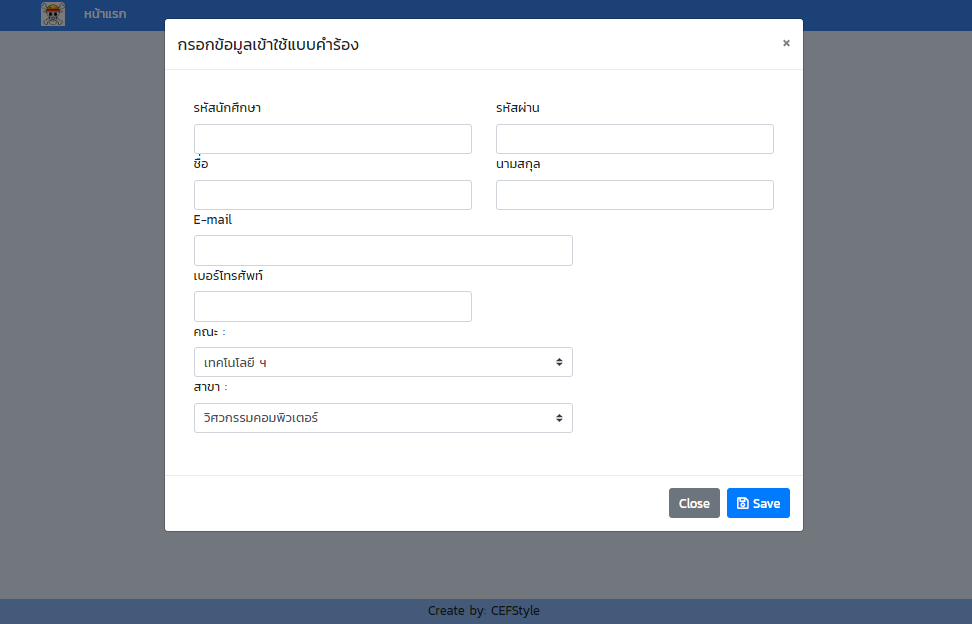 หน้าแรก
กรอกข้อมูลเข้าใช้แบบคำร้อง
×
รหัสนักศึกษา รหัสผ่าน
ชื่อ นามสกุล
E-mail
เบอร์โทรศัพท์
คณะ :
เทคโนโลยี ฯ
สาขา :
วิศวกรรมคอมพิวเตอร์
Close Save
Create by: CEFStyle